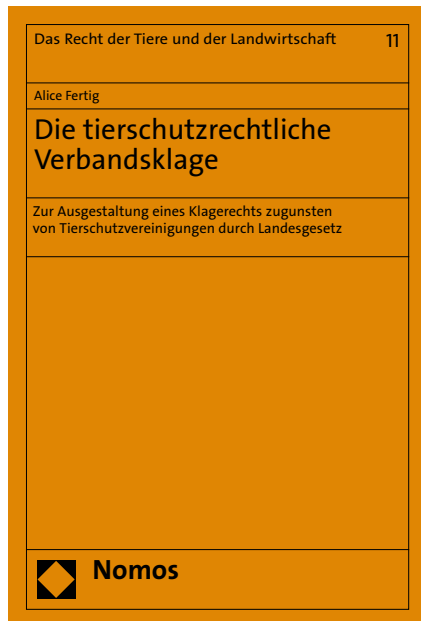 Das Recht der Tiere und der Landwirtschaft 11
Alice Fertig
Die tierschutzrechtliche
Verbandsklage
Zur Ausgestaltung eines Klagerechts zugunsten
von Tierschutzvereinigungen durch Landesgesetz
Nomos